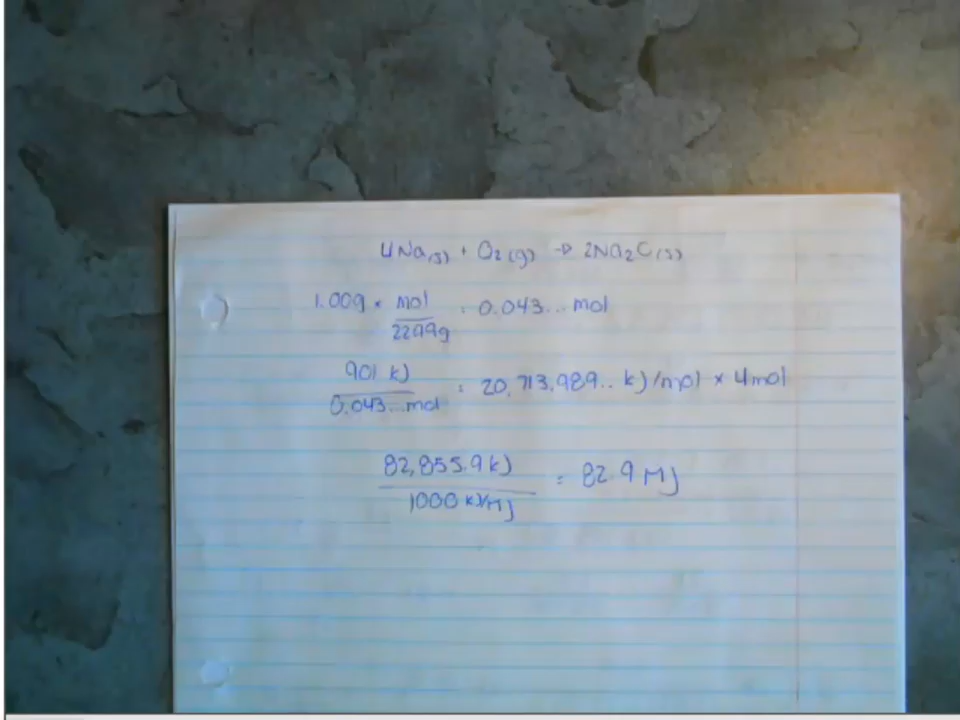 4Na(s) + O2(g) → 2Na2O(s)
1.00g × mol/22.99g = 0.043... mol
901 kJ/0.043...mol = 20,713.989.. kJ/mol × 4mol
82,855.9 kJ/1000 kJ/MJ = 82.9 MJ